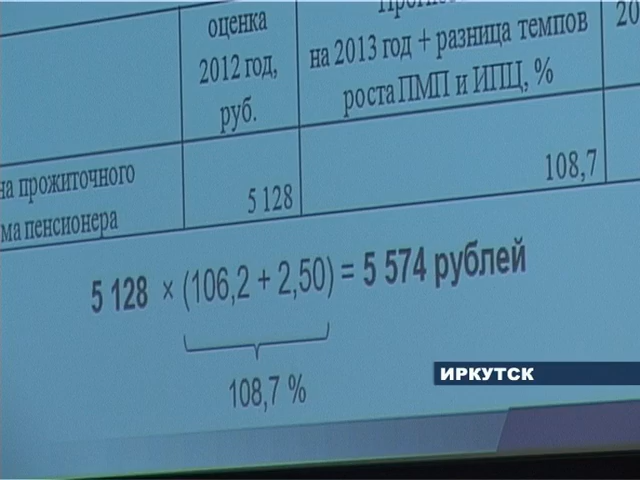 оценка
2012 год,
руб.
на 2013 год + разница темпов
роста ПМП и ИПЦ, %
20
на прожиточного
ма пенсионера
5 128
108,7
5 128 × (106,2 + 2,50) = 5 574 рублей
108,7 %
ИРКУТСК